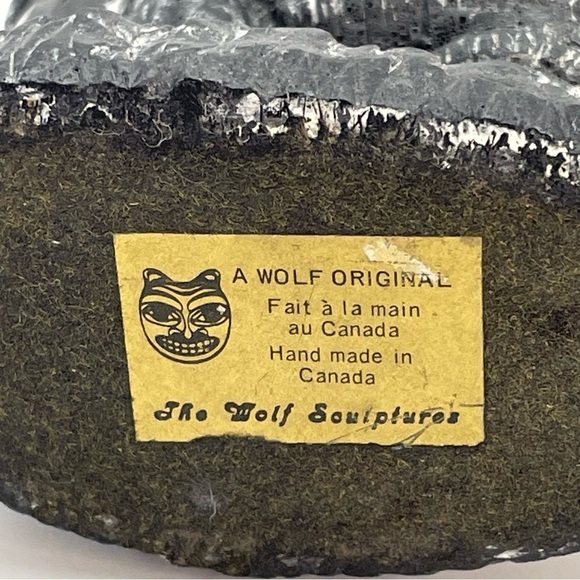 A WOLF ORIGINAL
Fait à la main
au Canada
Hand made in
Canada
The Wolf Sculptures